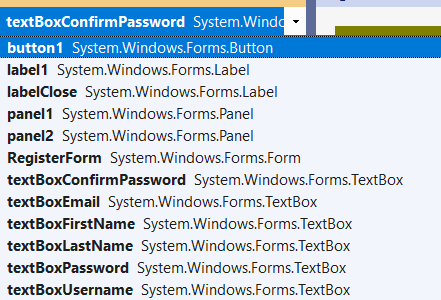 textBoxConfirmPassword System.Windo
button1 System.Windows.Forms.Button
label1 System.Windows.Forms.Label
labelClose System.Windows.Forms.Label
panel1 System.Windows.Forms.Panel
panel2 System.Windows.Forms.Panel
RegisterForm System.Windows.Forms.Form
textBoxConfirmPassword System.Windows.Forms.TextBox
textBoxEmail System.Windows.Forms.TextBox
textBoxFirstName System.Windows.Forms.TextBox
textBoxLastName System.Windows.Forms.TextBox
textBoxPassword System.Windows.Forms.TextBox
textBoxUsername System.Windows.Forms.TextBox